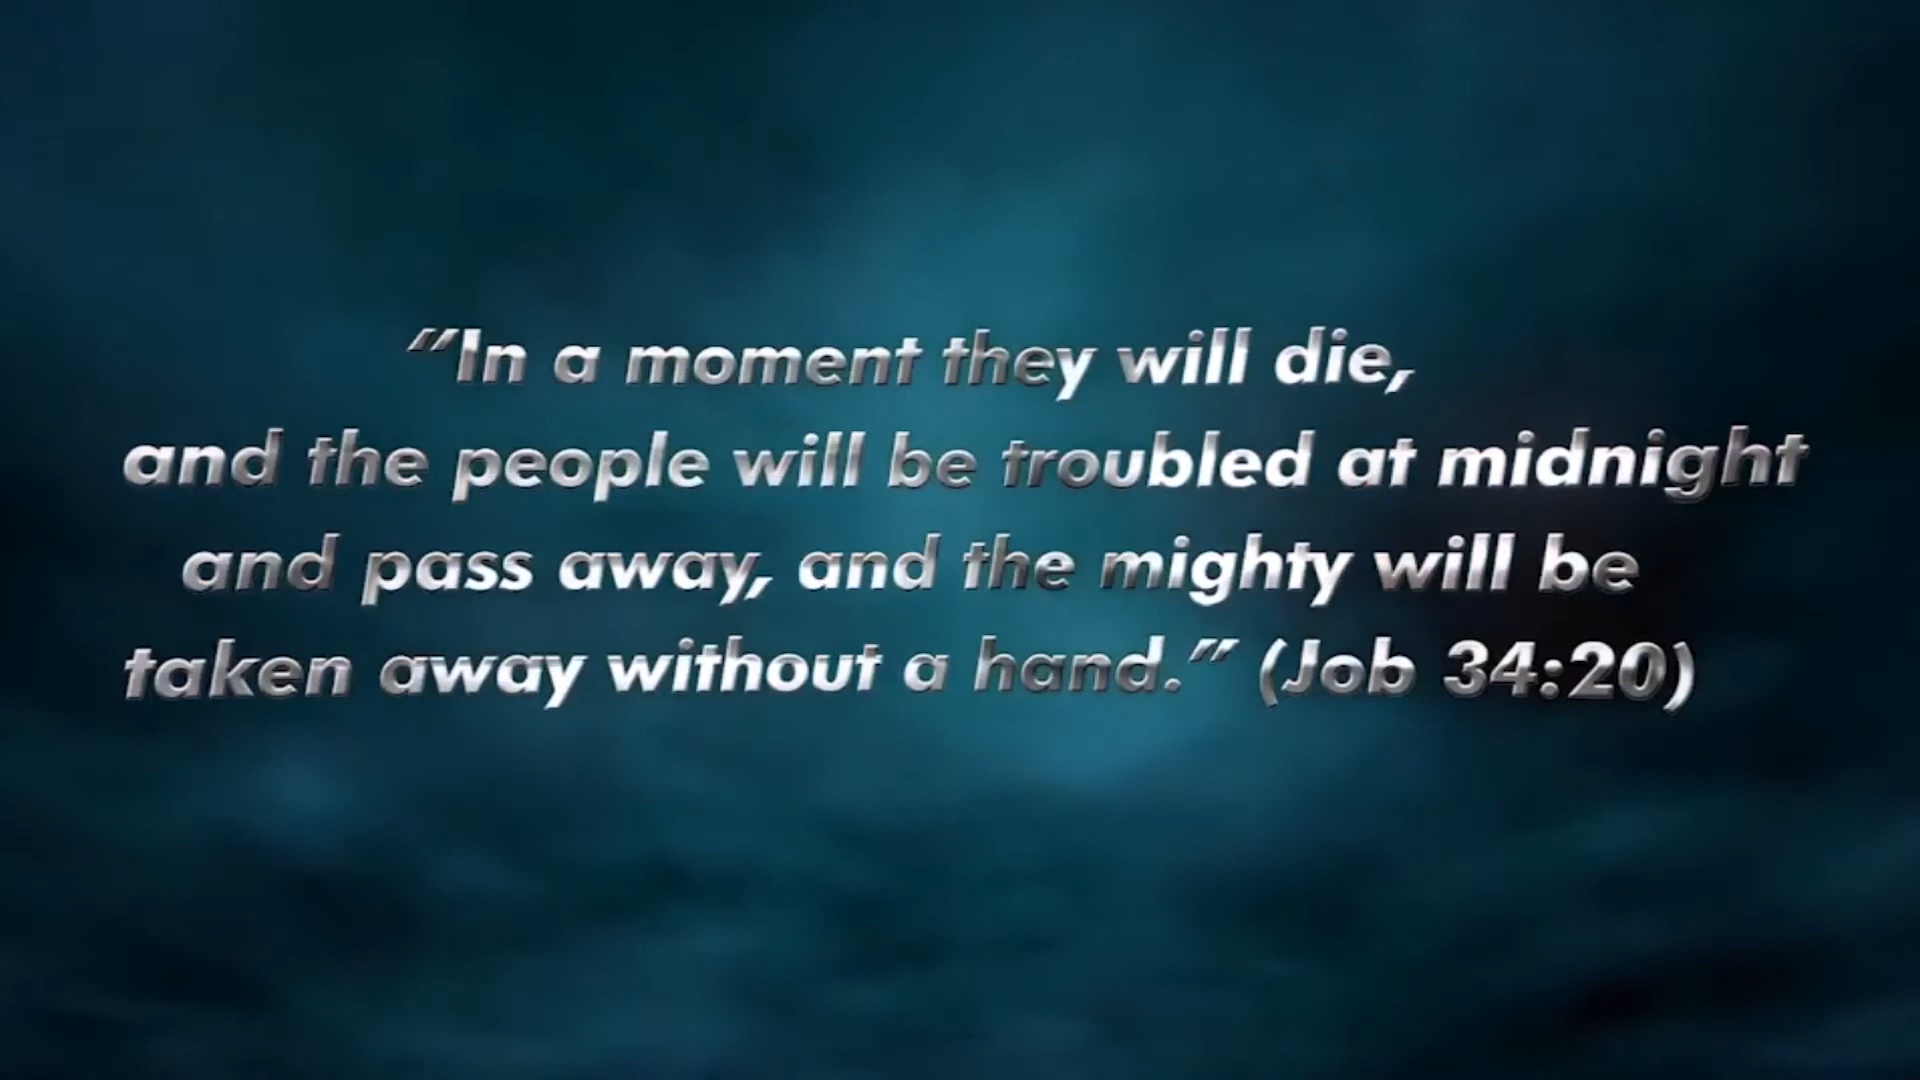 “In a moment they will die,
and the people will be troubled at midnight
and pass away, and the mighty will be
taken away without a hand.” (Job 34:20)